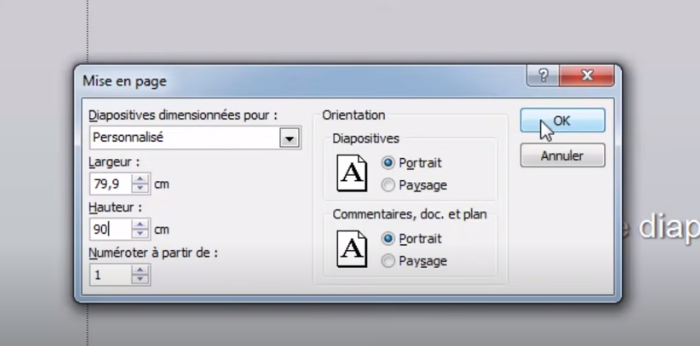 Mise en page
Diapositives dimensionnées pour :
Personnalisé
Largeur :
79,9 cm
Hauteur :
90 cm
Numéroter à partir de :
1
Orientation
Diapositives
A
Portrait
Paysage
Commentaires, doc. et plan
A
Portrait
Paysage
?
OK
Annuler
e diap